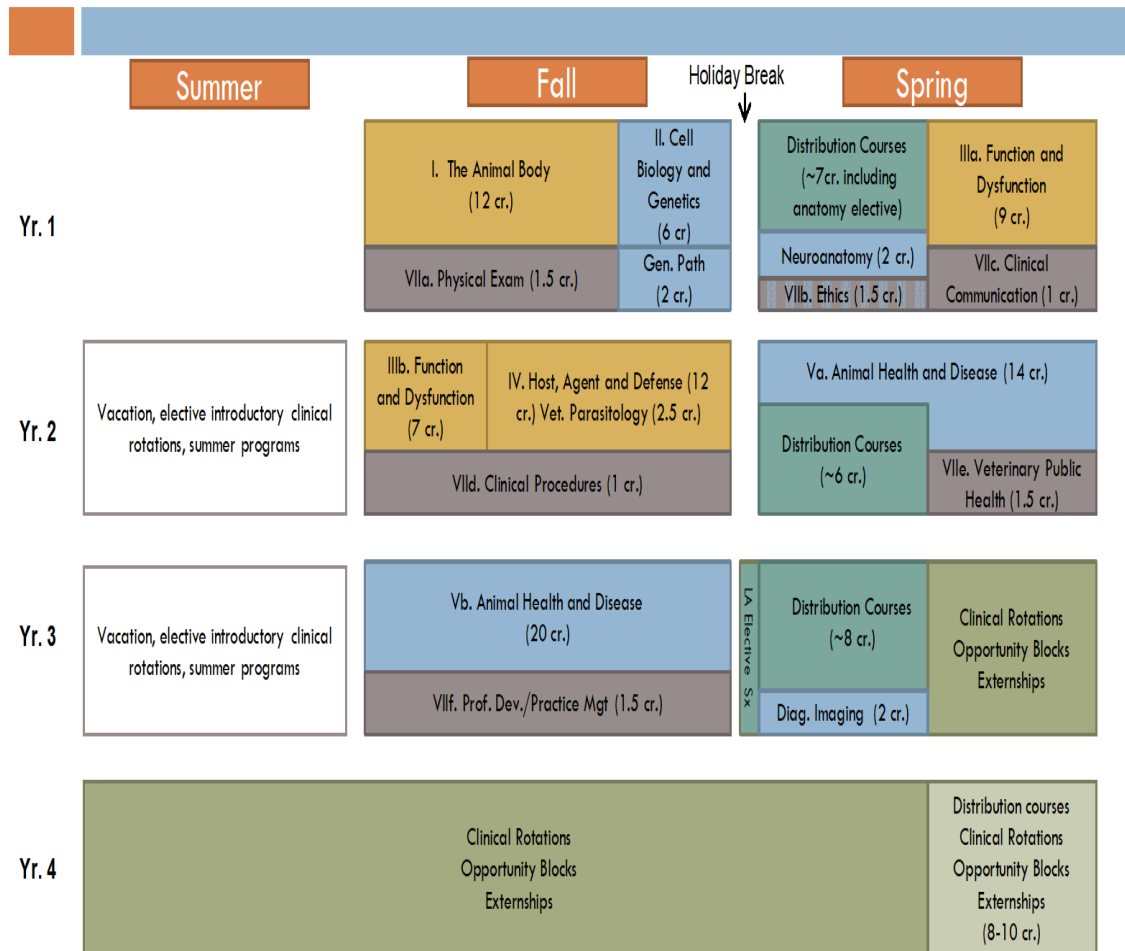 Summer
Fall
Holiday Break
Spring
Yr. 1
I. The Animal Body
(12 cr.)
II. Cell
Biology and
Genetics
(6 cr)
VIIa. Physical Exam (1.5 cr.)
Gen. Path
(2 cr.)
Distribution Courses
(~7cr. including
anatomy elective)
Neuroanatomy (2 cr.)
VIIb. Ethics (1.5 cr.)
IIIa. Function and
Dysfunction
(9 cr.)
VIIc. Clinical
Communication (1 cr.)
Yr. 2
Vacation, elective introductory clinical
rotations, summer programs
IIIb. Function
and Dysfunction
(7 cr.)
IV. Host, Agent and Defense (12
cr.) Vet. Parasitology (2.5 cr.)
VIId. Clinical Procedures (1 cr.)
Va. Animal Health and Disease (14 cr.)
Distribution Courses
(~6 cr.)
VIIe. Veterinary Public
Health (1.5 cr.)
Yr. 3
Vacation, elective introductory clinical
rotations, summer programs
Vb. Animal Health and Disease
(20 cr.)
VIIf. Prof. Dev./Practice Mgt (1.5 cr.)
LA Elective Sx
Distribution Courses
(~8 cr.)
Diag. Imaging (2 cr.)
Clinical Rotations
Opportunity Blocks
Externships
Yr. 4
Clinical Rotations
Opportunity Blocks
Externships
Distribution courses
Clinical Rotations
Opportunity Blocks
Externships
(8-10 cr.)